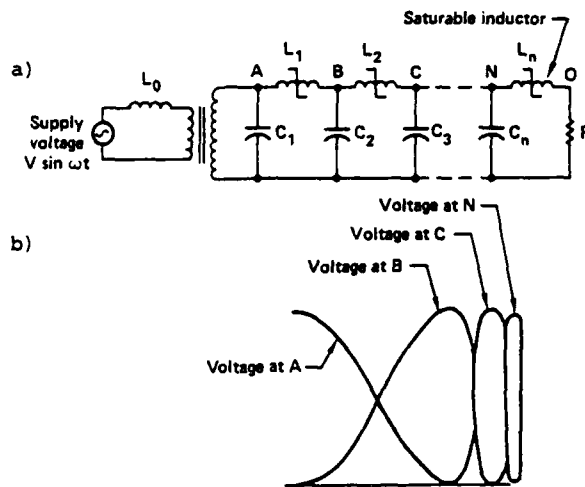 Saturable inductor
a)
L0
Supply
voltage
V sin ωt
A
L1
B
L2
C
N
Ln
O
C1
C2
C3
Cn
b)
Voltage at N
Voltage at C
Voltage at B
Voltage at A